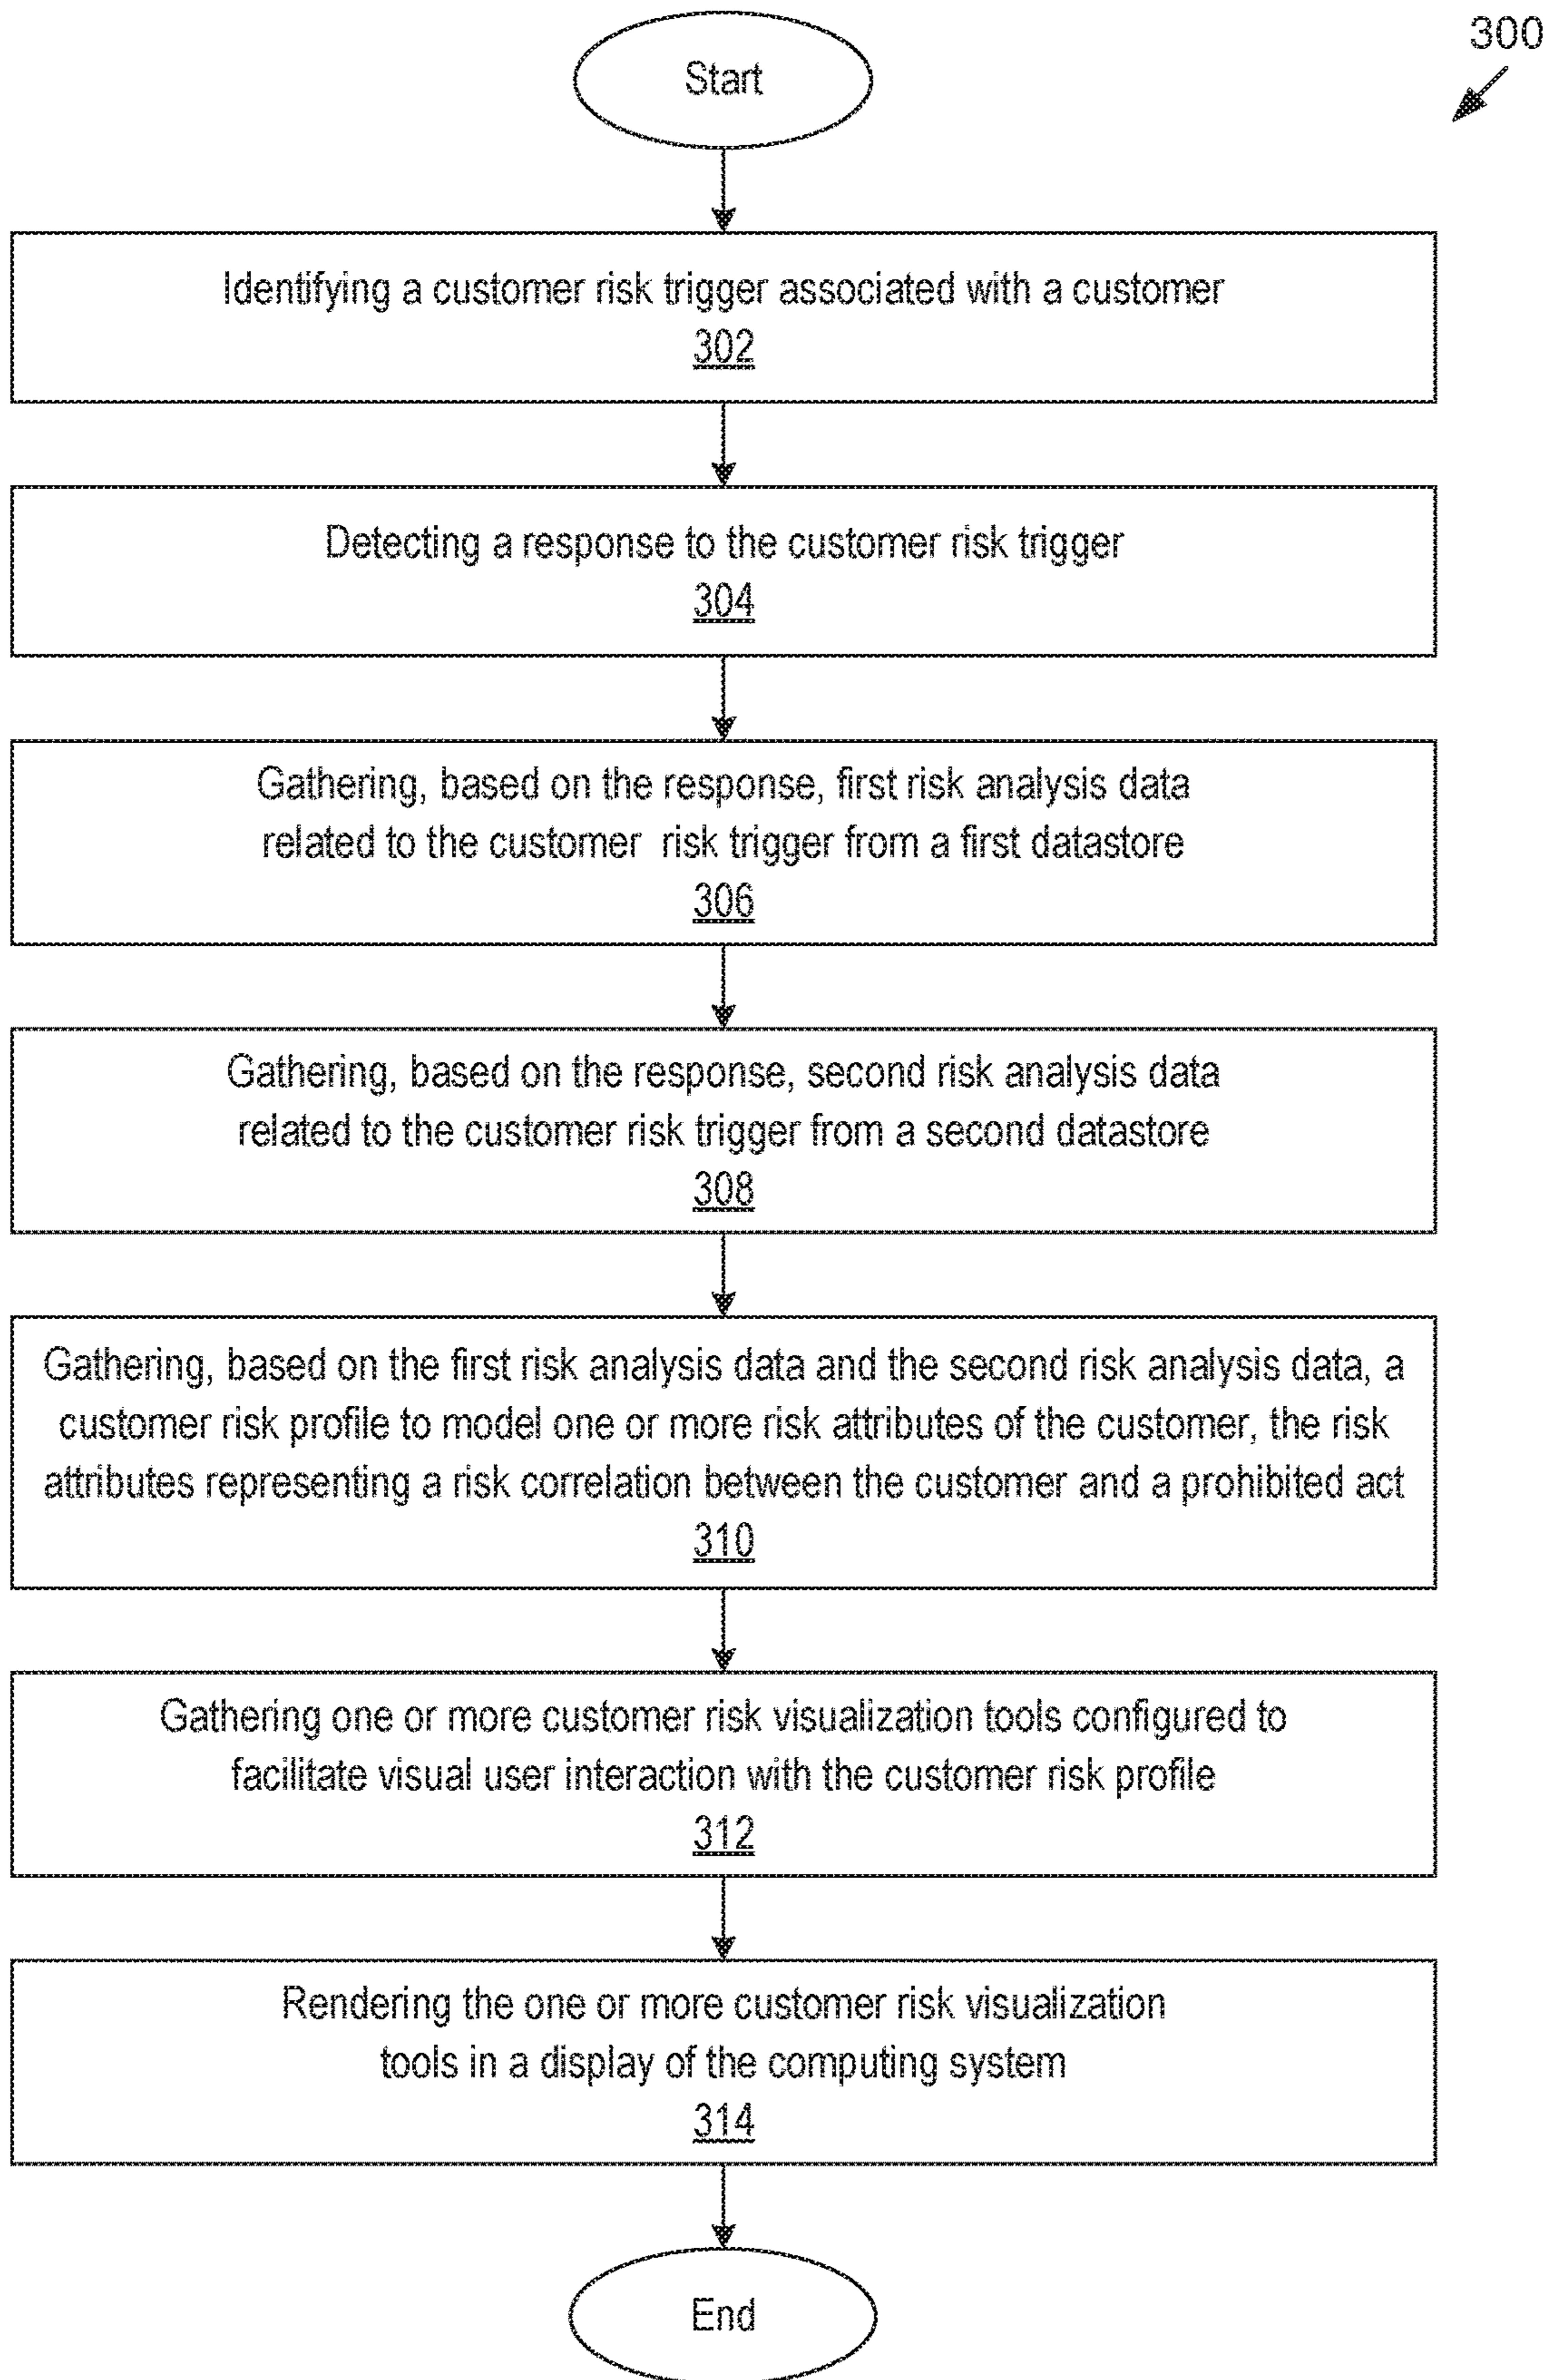 300
Start
Identifying a customer risk trigger associated with a customer
302
Detecting a response to the customer risk trigger
304
Gathering, based on the response, first risk analysis data
related to the customer risk trigger from a first datastore
306
Gathering, based on the response, second risk analysis data
related to the customer risk trigger from a second datastore
308
Gathering, based on the first risk analysis data and the second risk analysis data, a
customer risk profile to model one or more risk attributes of the customer, the risk
attributes representing a risk correlation between the customer and a prohibited act
310
Gathering one or more customer risk visualization tools configured to
facilitate visual user interaction with the customer risk profile
312
Rendering the one or more customer risk visualization
tools in a display of the computing system
314
End